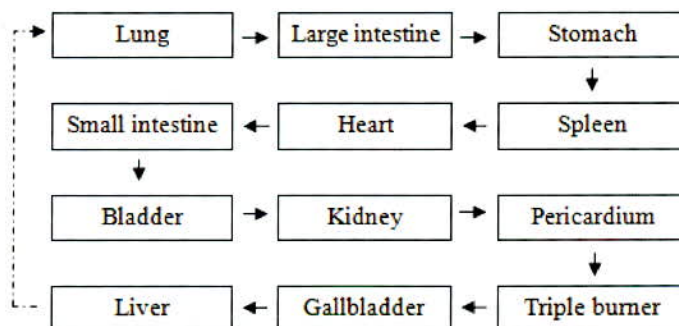 Lung Large intestine Stomach
Small intestine Heart Spleen
Bladder Kidney Pericardium
Liver Gallbladder Triple burner